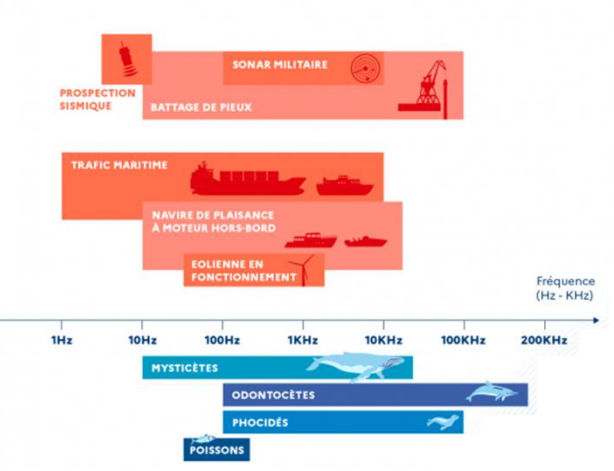 SONAR MILITAIRE
PROSPECTION
SISMIQUE
BATTAGE DE PIEUX
TRAFIC MARITIME
NAVIRE DE PLAISANCE
À MOTEUR HORS-BORD
EOLIENNE EN
FONCTIONNEMENT
Fréquence
(Hz - KHz)
1Hz 10Hz 100Hz 1KHz 10KHz 100KHz 200KHz
MYSTICÈTES
ODONTOCÈTES
PHOCIDÉS
POISSONS